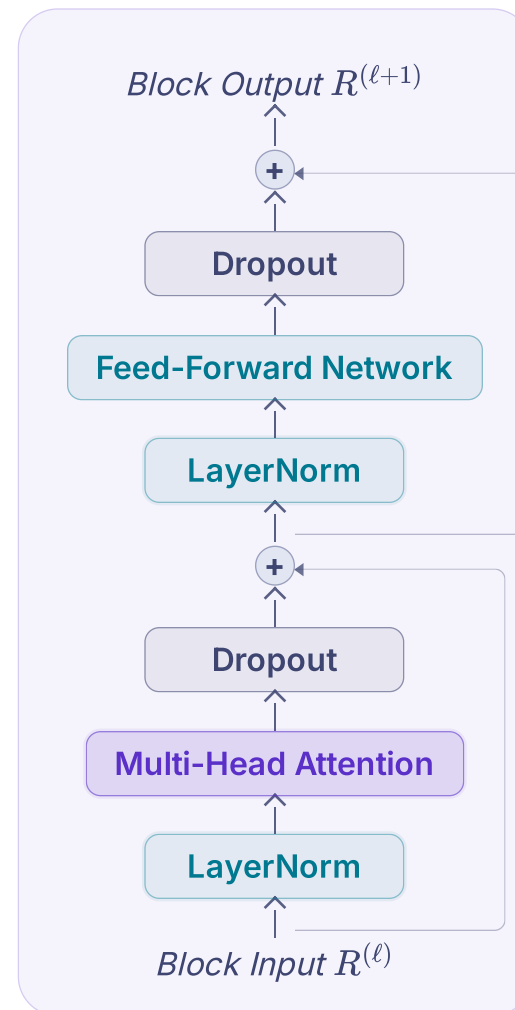 Block Output R^(ℓ+1)
+
Dropout
Feed-Forward Network
LayerNorm
+
Dropout
Multi-Head Attention
LayerNorm
Block Input R^(ℓ)